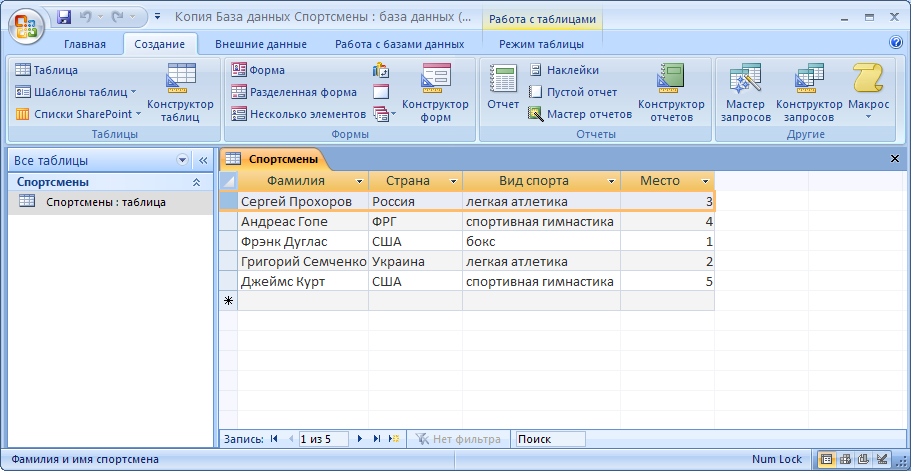 Копия База данных Спортсмены : база данных (... Работа с таблицами
Главная Создание Внешние данные Работа с базами данных Режим таблицы
Таблица
Шаблоны таблиц
Списки SharePoint
Конструктор таблиц
Таблицы
Форма
Разделенная форма
Несколько элементов
Конструктор форм
Формы
Отчет
Наклейки
Пустой отчет
Мастер отчетов
Конструктор отчетов
Отчеты
Мастер запросов
Конструктор запросов
Макрос
Другие
Все таблицы
Спортсмены
Спортсмены : таблица
Спортсмены
Фамилия Страна Вид спорта Место
Сергей Прохоров Россия легкая атлетика 3
Андреас Гопе ФРГ спортивная гимнастика 4
Фрэнк Дуглас США бокс 1
Григорий Семченко Украина легкая атлетика 2
Джеймс Курт США спортивная гимнастика 5
Запись: 1 из 5 Нет фильтра Поиск
Фамилия и имя спортсмена Num Lock